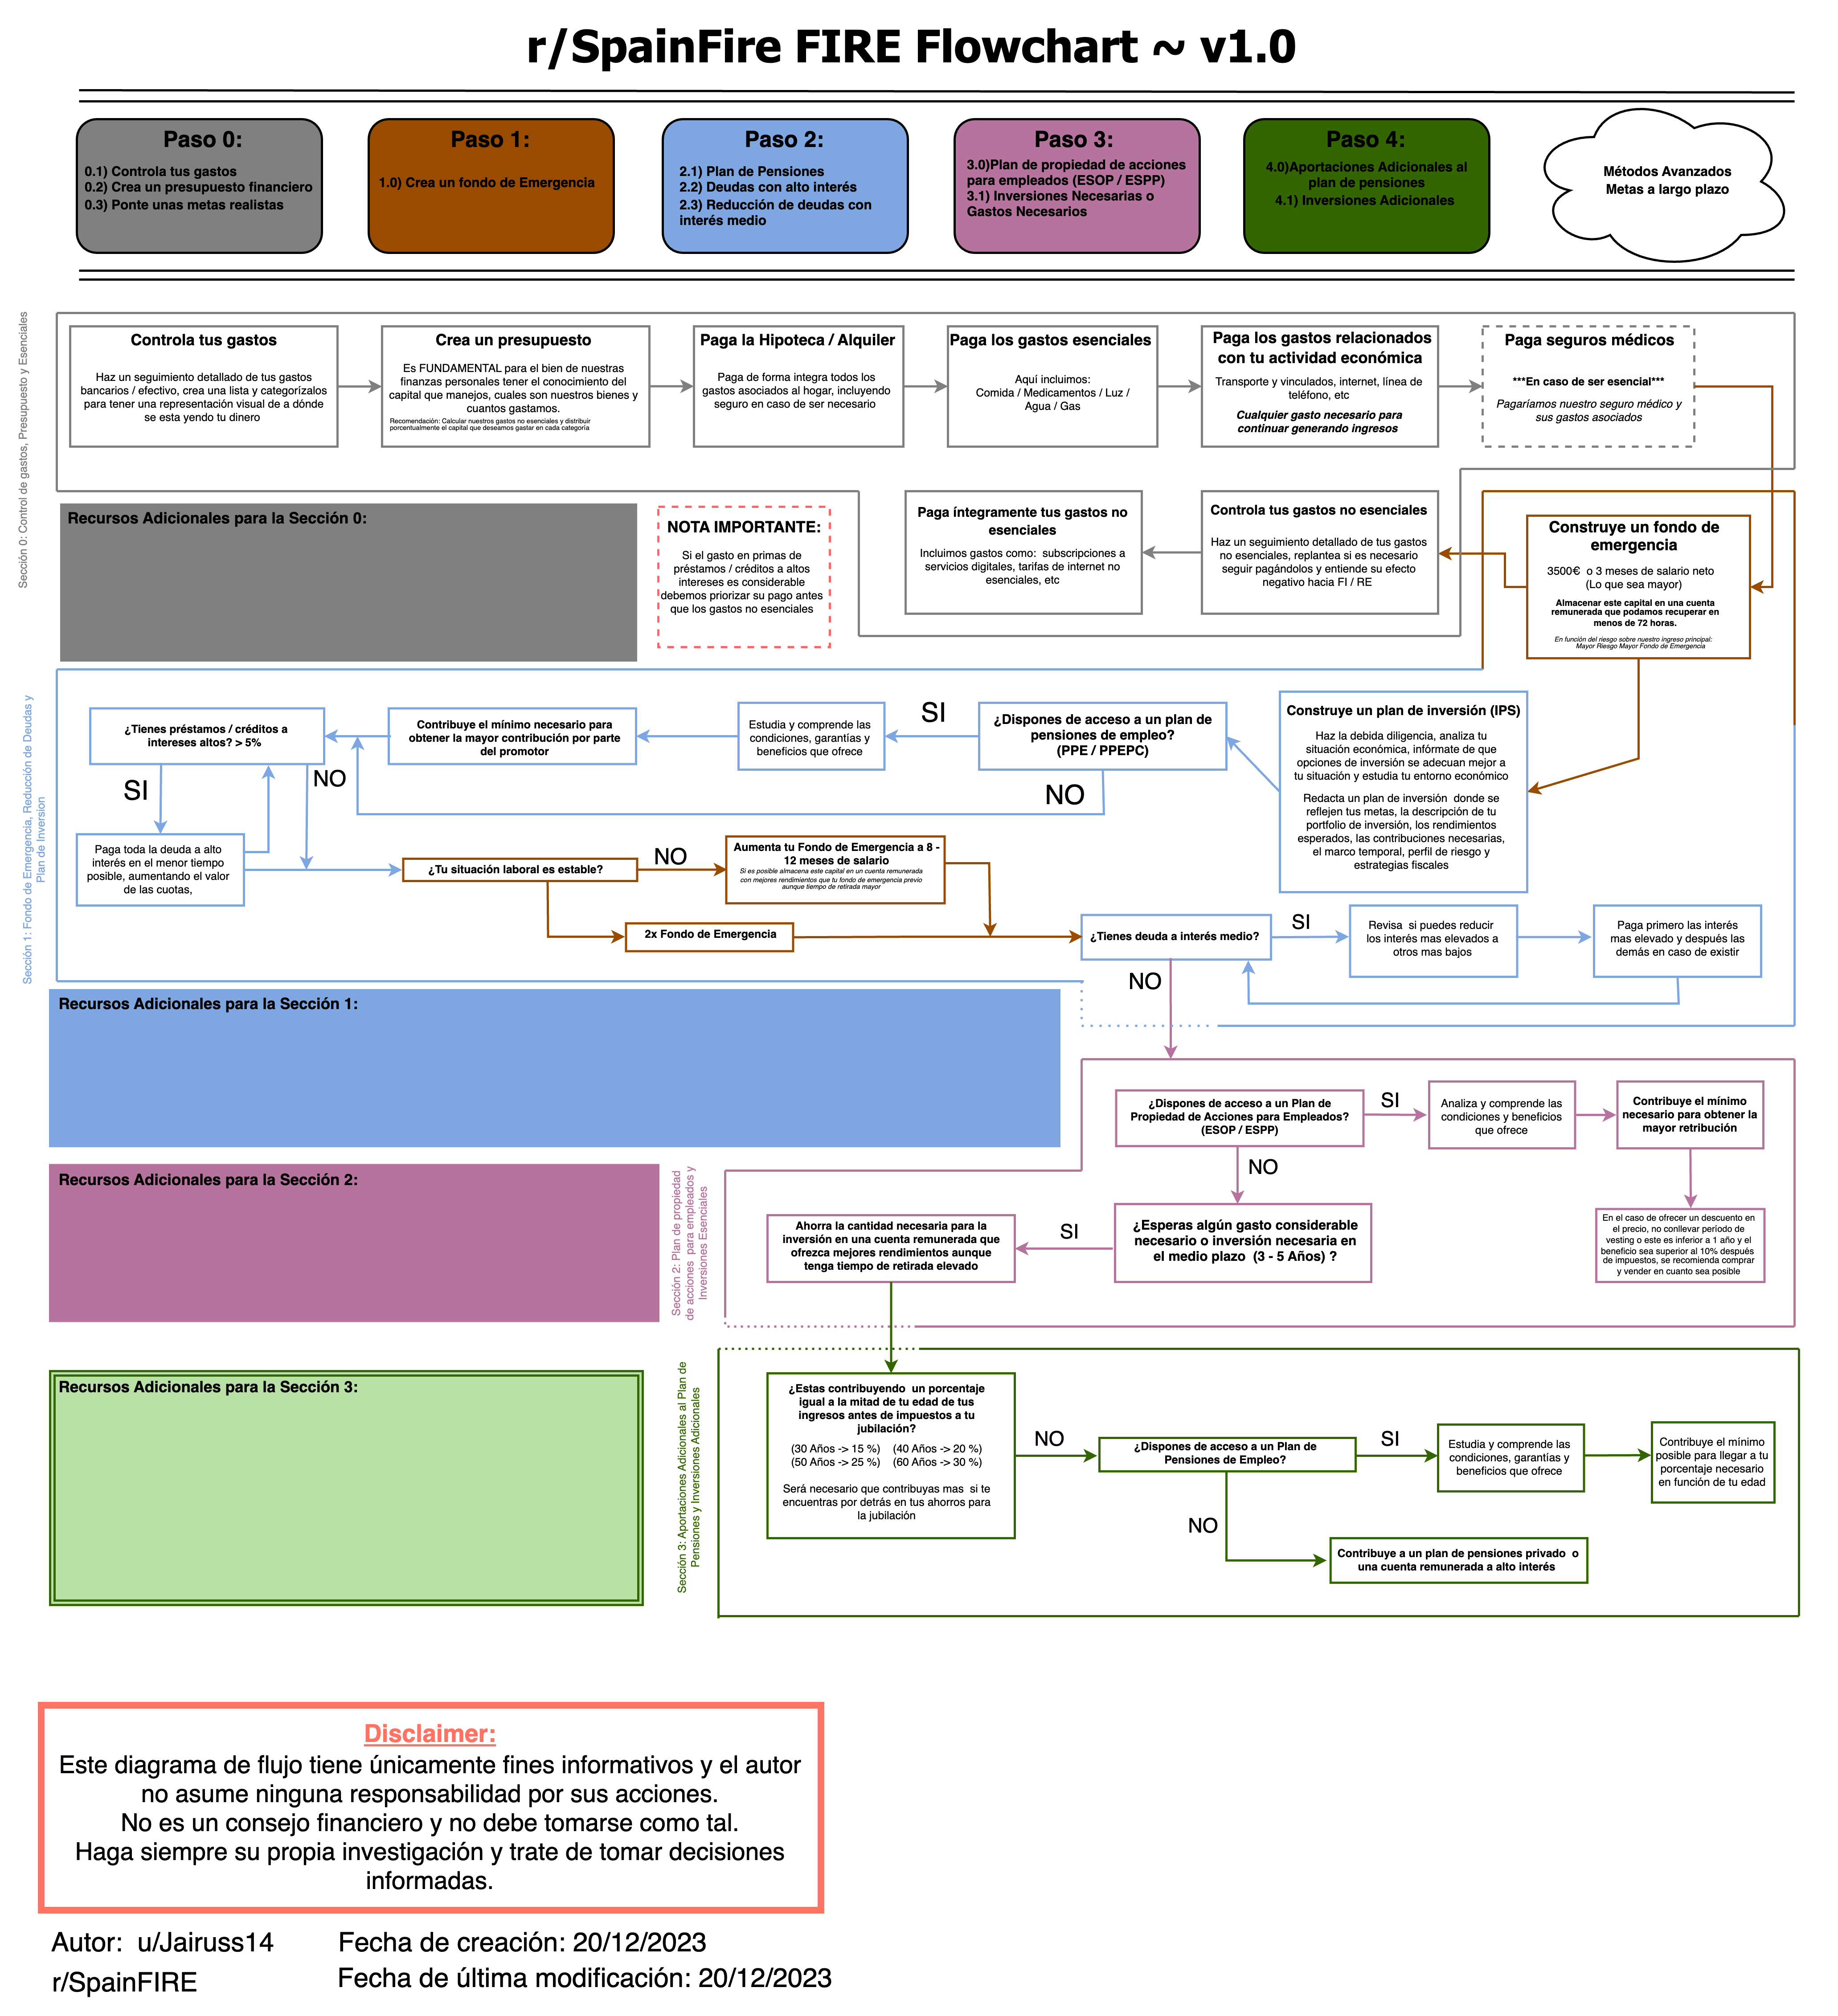 r/SpainFire FIRE Flowchart ~ v1.0
Paso 0:
0.1) Controla tus gastos
0.2) Crea un presupuesto financiero
0.3) Ponte unas metas realistas
Paso 1:
1.0) Crea un fondo de Emergencia
Paso 2:
2.1) Plan de Pensiones
2.2) Deudas con alto interés
2.3) Reducción de deudas con
interés medio
Paso 3:
3.0)Plan de propiedad de acciones
para empleados (ESOP / ESPP)
3.1) Inversiones Necesarias o
Gastos Necesarios
Paso 4:
4.0)Aportaciones Adicionales al
plan de pensiones
4.1) Inversiones Adicionales
Métodos Avanzados
Metas a largo plazo
Sección 0: Control de gastos, Presupuesto y Esenciales
Controla tus gastos
Haz un seguimiento detallado de tus gastos
bancarios / efectivo, crea una lista y categorízalos
para tener una representación visual de a dónde
se esta yendo tu dinero
Crea un presupuesto
Es FUNDAMENTAL para el bien de nuestras
finanzas personales tener el conocimiento del
capital que manejos, cuales son nuestros bienes y
cuantos gastamos.
Recomendación: Calcular nuestros gastos no esenciales y distribuir
porcentualmente el capital que deseamos gastar en cada categoría
Paga la Hipoteca / Alquiler
Paga de forma integra todos los
gastos asociados al hogar, incluyendo
seguro en caso de ser necesario
Paga los gastos esenciales
Aquí incluimos:
Comida / Medicamentos / Luz /
Agua / Gas
Paga los gastos relacionados
con tu actividad económica
Transporte y vinculados, internet, línea de
teléfono, etc
Cualquier gasto necesario para
continuar generando ingresos
Paga seguros médicos
***En caso de ser esencial***
Pagaríamos nuestro seguro médico y
sus gastos asociados
Recursos Adicionales para la Sección 0:
NOTA IMPORTANTE:
Si el gasto en primas de
préstamos / créditos a altos
intereses es considerable
debemos priorizar su pago antes
que los gastos no esenciales
Paga íntegramente tus gastos no
esenciales
Incluimos gastos como: subscripciones a
servicios digitales, tarifas de internet no
esenciales, etc
Controla tus gastos no esenciales
Haz un seguimiento detallado de tus gastos
no esenciales, replantea si es necesario
seguir pagándolos y entiende su efecto
negativo hacia FI / RE
Construye un fondo de
emergencia
3500€ o 3 meses de salario neto
(Lo que sea mayor)
Almacenar este capital en una cuenta
remunerada que podamos recuperar en
menos de 72 horas.
En función del riesgo sobre nuestro ingreso principal:
Mayor Riesgo Mayor Fondo de Emergencia
Sección 1: Fondo de Emergencia, Reducción de Deudas y
Plan de Inversion
¿Tienes préstamos / créditos a
intereses altos? > 5%
Contribuye el mínimo necesario para
obtener la mayor contribución por parte
del promotor
Estudia y comprende las
condiciones, garantías y
beneficios que ofrece
SI
¿Dispones de acceso a un plan de
pensiones de empleo?
(PPE / PPEPC)
Construye un plan de inversión (IPS)
Haz la debida diligencia, analiza tu
situación económica, infórmate de que
opciones de inversión se adecuan mejor a
tu situación y estudia tu entorno económico
Redacta un plan de inversión donde se
reflejen tus metas, la descripción de tu
portfolio de inversión, los rendimientos
esperados, las contribuciones necesarias,
el marco temporal, perfil de riesgo y
estrategias fiscales
SI
NO
NO
Paga toda la deuda a alto
interés en el menor tiempo
posible, aumentando el valor
de las cuotas,
¿Tu situación laboral es estable?
NO
Aumenta tu Fondo de Emergencia a 8 -
12 meses de salario
Si es posible almacena este capital en un cuenta remunerada
con mejores rendimientos que tu fondo de emergencia previo
aunque tiempo de retirada mayor
2x Fondo de Emergencia
¿Tienes deuda a interés medio?
SI
Revisa si puedes reducir
los interés mas elevados a
otros mas bajos
Paga primero las interés
mas elevado y después las
demás en caso de existir
NO
Recursos Adicionales para la Sección 1:
¿Dispones de acceso a un Plan de
Propiedad de Acciones para Empleados?
(ESOP / ESPP)
SI
Analiza y comprende las
condiciones y beneficios
que ofrece
Contribuye el mínimo
necesario para obtener la
mayor retribución
NO
Recursos Adicionales para la Sección 2:
Sección 2: Plan de propiedad
de acciones para empleados y
Inversiones Esenciales
Ahorra la cantidad necesaria para la
inversión en una cuenta remunerada que
ofrezca mejores rendimientos aunque
tenga tiempo de retirada elevado
SI
¿Esperas algún gasto considerable
necesario o inversión necesaria en
el medio plazo (3 - 5 Años) ?
En el caso de ofrecer un descuento en
el precio, no conllevar período de
vesting o este es inferior a 1 año y el
beneficio sea superior al 10% después
de impuestos, se recomienda comprar
y vender en cuanto sea posible
Recursos Adicionales para la Sección 3:
Sección 3: Aportaciones Adicionales al Plan de
Pensiones y Inversiones Adicionales
¿Estas contribuyendo un porcentaje
igual a la mitad de tu edad de tus
ingresos antes de impuestos a tu
jubilación?
(30 Años -> 15 %) (40 Años -> 20 %)
(50 Años -> 25 %) (60 Años -> 30 %)
Será necesario que contribuyas mas si te
encuentras por detrás en tus ahorros para
la jubilación
NO
¿Dispones de acceso a un Plan de
Pensiones de Empleo?
SI
Estudia y comprende las
condiciones, garantías y
beneficios que ofrece
Contribuye el mínimo
posible para llegar a tu
porcentaje necesario
en función de tu edad
NO
Contribuye a un plan de pensiones privado o
una cuenta remunerada a alto interés
Disclaimer:
Este diagrama de flujo tiene únicamente fines informativos y el autor
no asume ninguna responsabilidad por sus acciones.
No es un consejo financiero y no debe tomarse como tal.
Haga siempre su propia investigación y trate de tomar decisiones
informadas.
Autor: u/Jairuss14
Fecha de creación: 20/12/2023
r/SpainFIRE
Fecha de última modificación: 20/12/2023